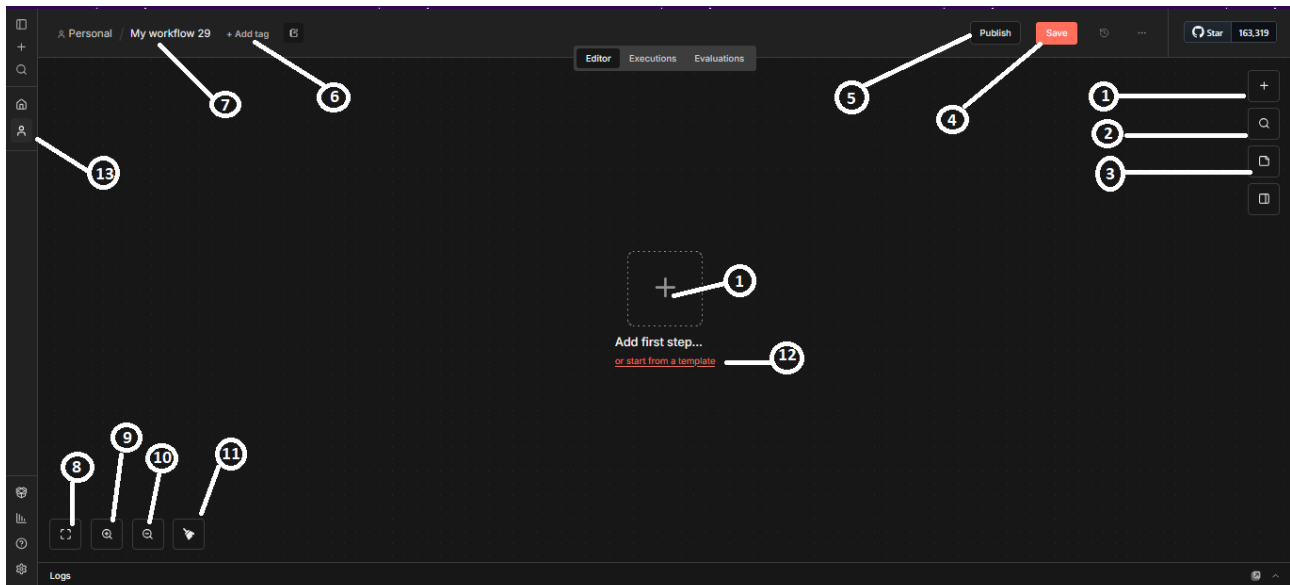 Personal / My workflow 29 + Add tag
Publish Save ... Star 163,319
Editor Executions Evaluations
7 6 5 4 1
2
13 3
1
Add first step...
or start from a template 12
8 9 10 11
Logs